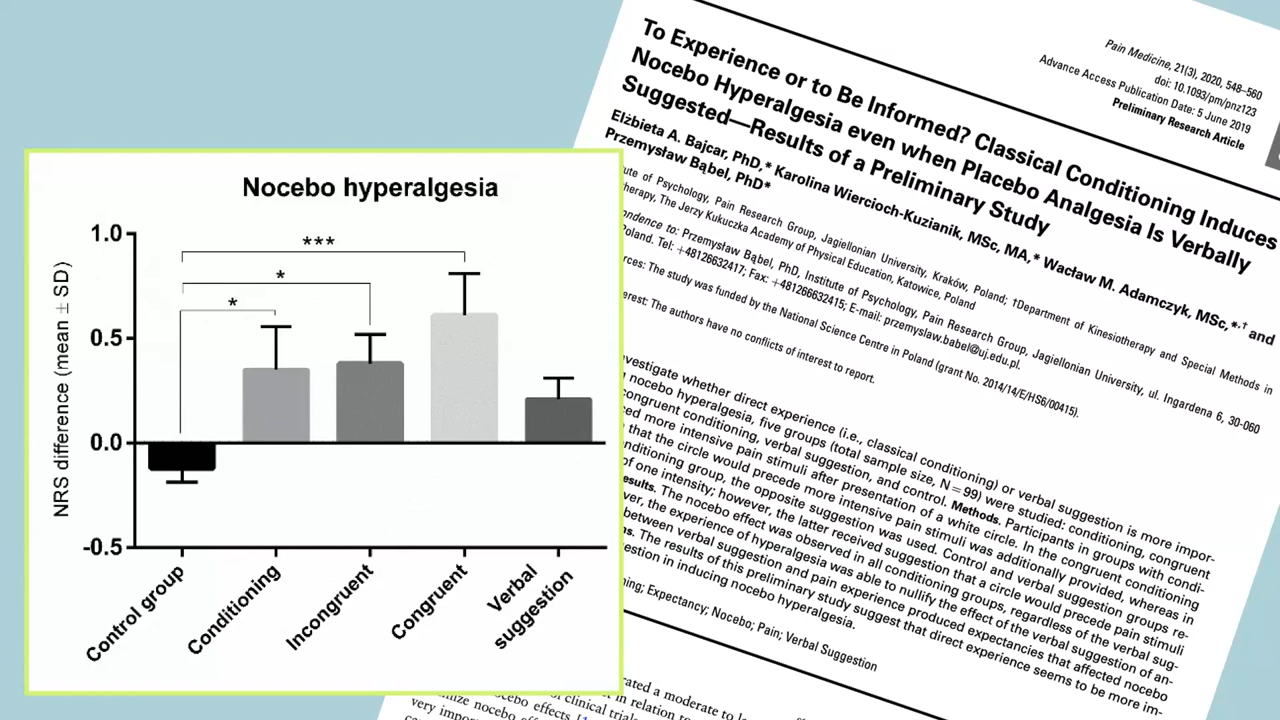 Nocebo hyperalgesia
NRS difference (mean ± SD)
1.0
0.5
0.0
-0.5
***
*
*
Control group
Conditioning
Incongruent
Congruent
Verbal
suggestion
Pain Medicine, 21(3), 2020, 548–560
doi: 10.1093/pm/pnz123
Advance Access Publication Date: 5 June 2019
Preliminary Research Article
To Experience or to Be Informed? Classical Conditioning Induces
Nocebo Hyperalgesia even when Placebo Analgesia Is Verbally
Suggested—Results of a Preliminary Study
Elżbieta A. Bajcar, PhD,* Karolina Wiercioch-Kuzianik, MSc, MA,* Wacław M. Adamczyk, MSc,*,† and
Przemysław Bąbel, PhD*
of Psychology, Pain Research Group, Jagiellonian University, Kraków, Poland; †Department of Kinesiotherapy and Special Methods in
The Jerzy Kukuczka Academy of Physical Education, Katowice, Poland
to: Przemysław Bąbel, PhD, Institute of Psychology, Pain Research Group, Jagiellonian University, ul. Ingardena 6, 30-060
Poland. Tel: +48126632417; Fax: +48126632415; E-mail: przemyslaw.babel@uj.edu.pl.
The study was funded by the National Science Centre in Poland (grant No. 2014/14/E/HS6/00415).
The authors have no conflicts of interest to report.
whether direct experience (i.e., classical conditioning) or verbal suggestion is more impor-
nocebo hyperalgesia, five groups (total sample size, N = 99) were studied: conditioning, congruent
congruent conditioning, verbal suggestion, and control. Methods. Participants in groups with condi-
more intensive pain stimuli after presentation of a white circle. In the congruent conditioning
that the circle would precede more intensive pain stimuli was additionally provided, whereas in
group, the opposite suggestion was used. Control and verbal suggestion groups re-
of one intensity; however, the latter received suggestion that a circle would precede pain stimuli
The nocebo effect was observed in all conditioning groups, regardless of the verbal sug-
the experience of hyperalgesia was able to nullify the effect of the verbal suggestion of an-
between verbal suggestion and pain experience produced expectancies that affected nocebo
The results of this preliminary study suggest that direct experience seems to be more im-
in inducing nocebo hyperalgesia.
Expectancy; Nocebo; Pain; Verbal Suggestion
a moderate to
in relation to
nocebo effects
of clinical
very